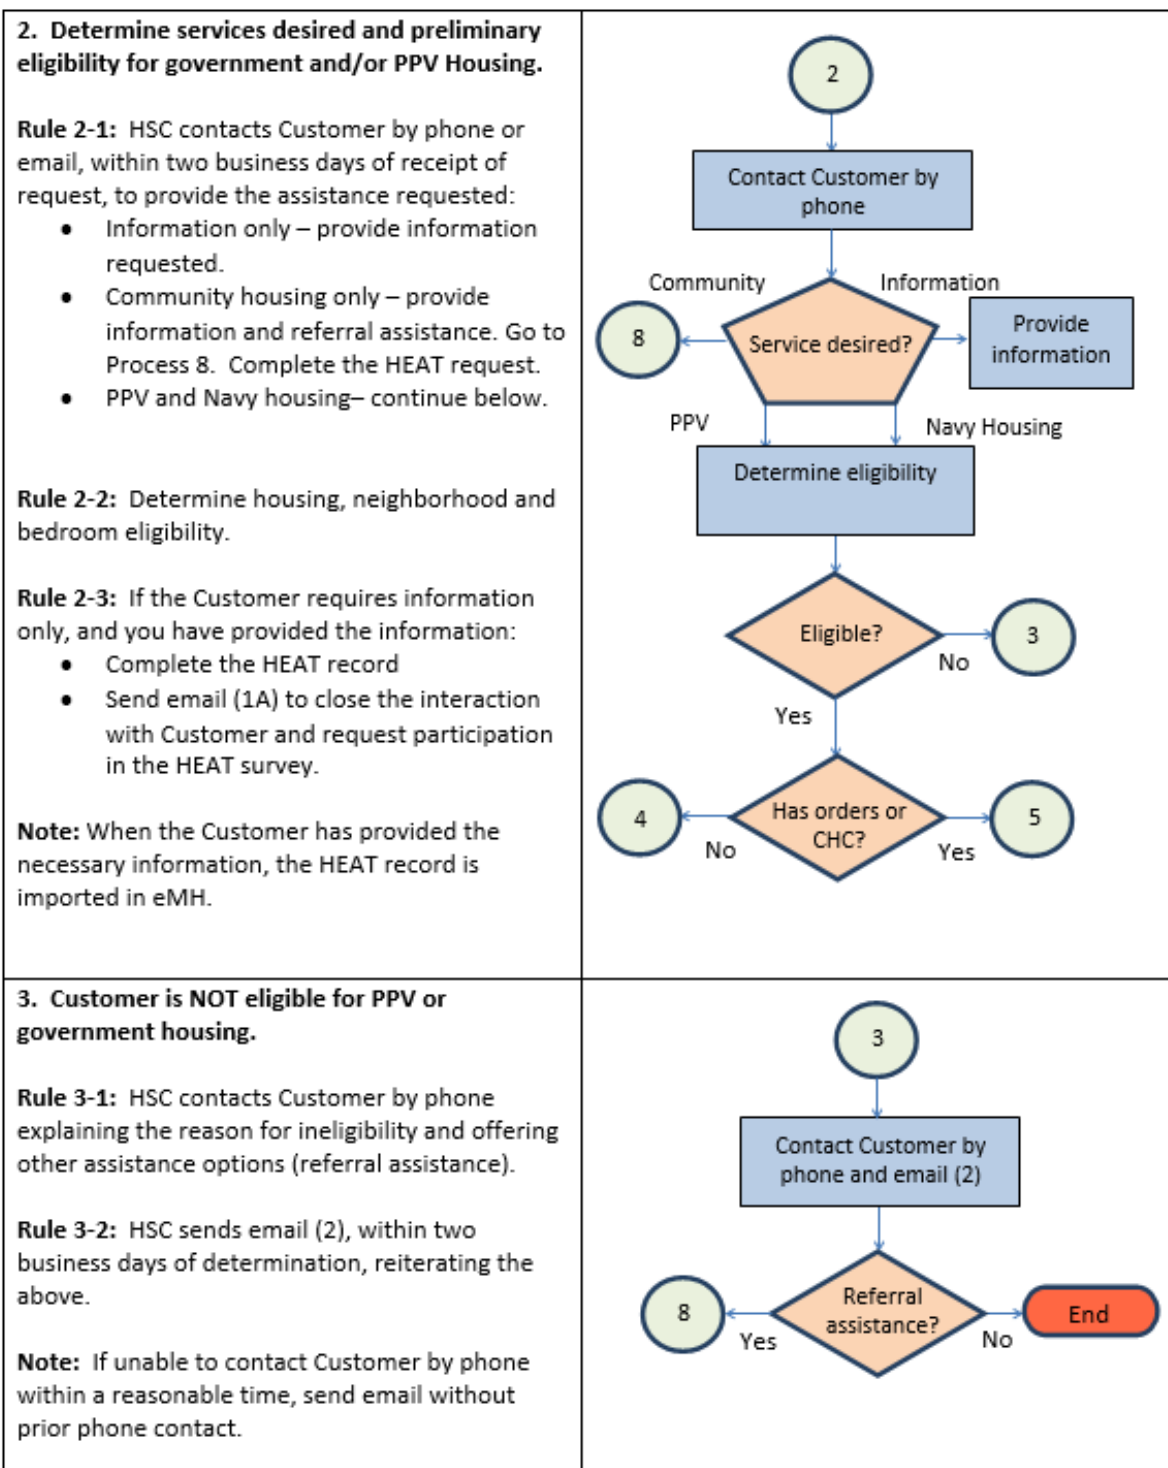 2. Determine services desired and preliminary
eligibility for government and/or PPV Housing.
Rule 2-1: HSC contacts Customer by phone or
email, within two business days of receipt of
request, to provide the assistance requested:
• Information only – provide information
requested.
• Community housing only – provide
information and referral assistance. Go to
Process 8. Complete the HEAT request.
• PPV and Navy housing– continue below.
Rule 2-2: Determine housing, neighborhood and
bedroom eligibility.
Rule 2-3: If the Customer requires information
only, and you have provided the information:
• Complete the HEAT record
• Send email (1A) to close the interaction
with Customer and request participation
in the HEAT survey.
Note: When the Customer has provided the
necessary information, the HEAT record is
imported in eMH.
2
Contact Customer by
phone
Community
Information
8
Service desired?
Provide
information
PPV
Navy Housing
Determine eligibility
Eligible?
No
3
Yes
4
No
Has orders or
CHC?
Yes
5
3. Customer is NOT eligible for PPV or
government housing.
Rule 3-1: HSC contacts Customer by phone
explaining the reason for ineligibility and offering
other assistance options (referral assistance).
Rule 3-2: HSC sends email (2), within two
business days of determination, reiterating the
above.
Note: If unable to contact Customer by phone
within a reasonable time, send email without
prior phone contact.
3
Contact Customer by
phone and email (2)
8
Yes
Referral
assistance?
No
End